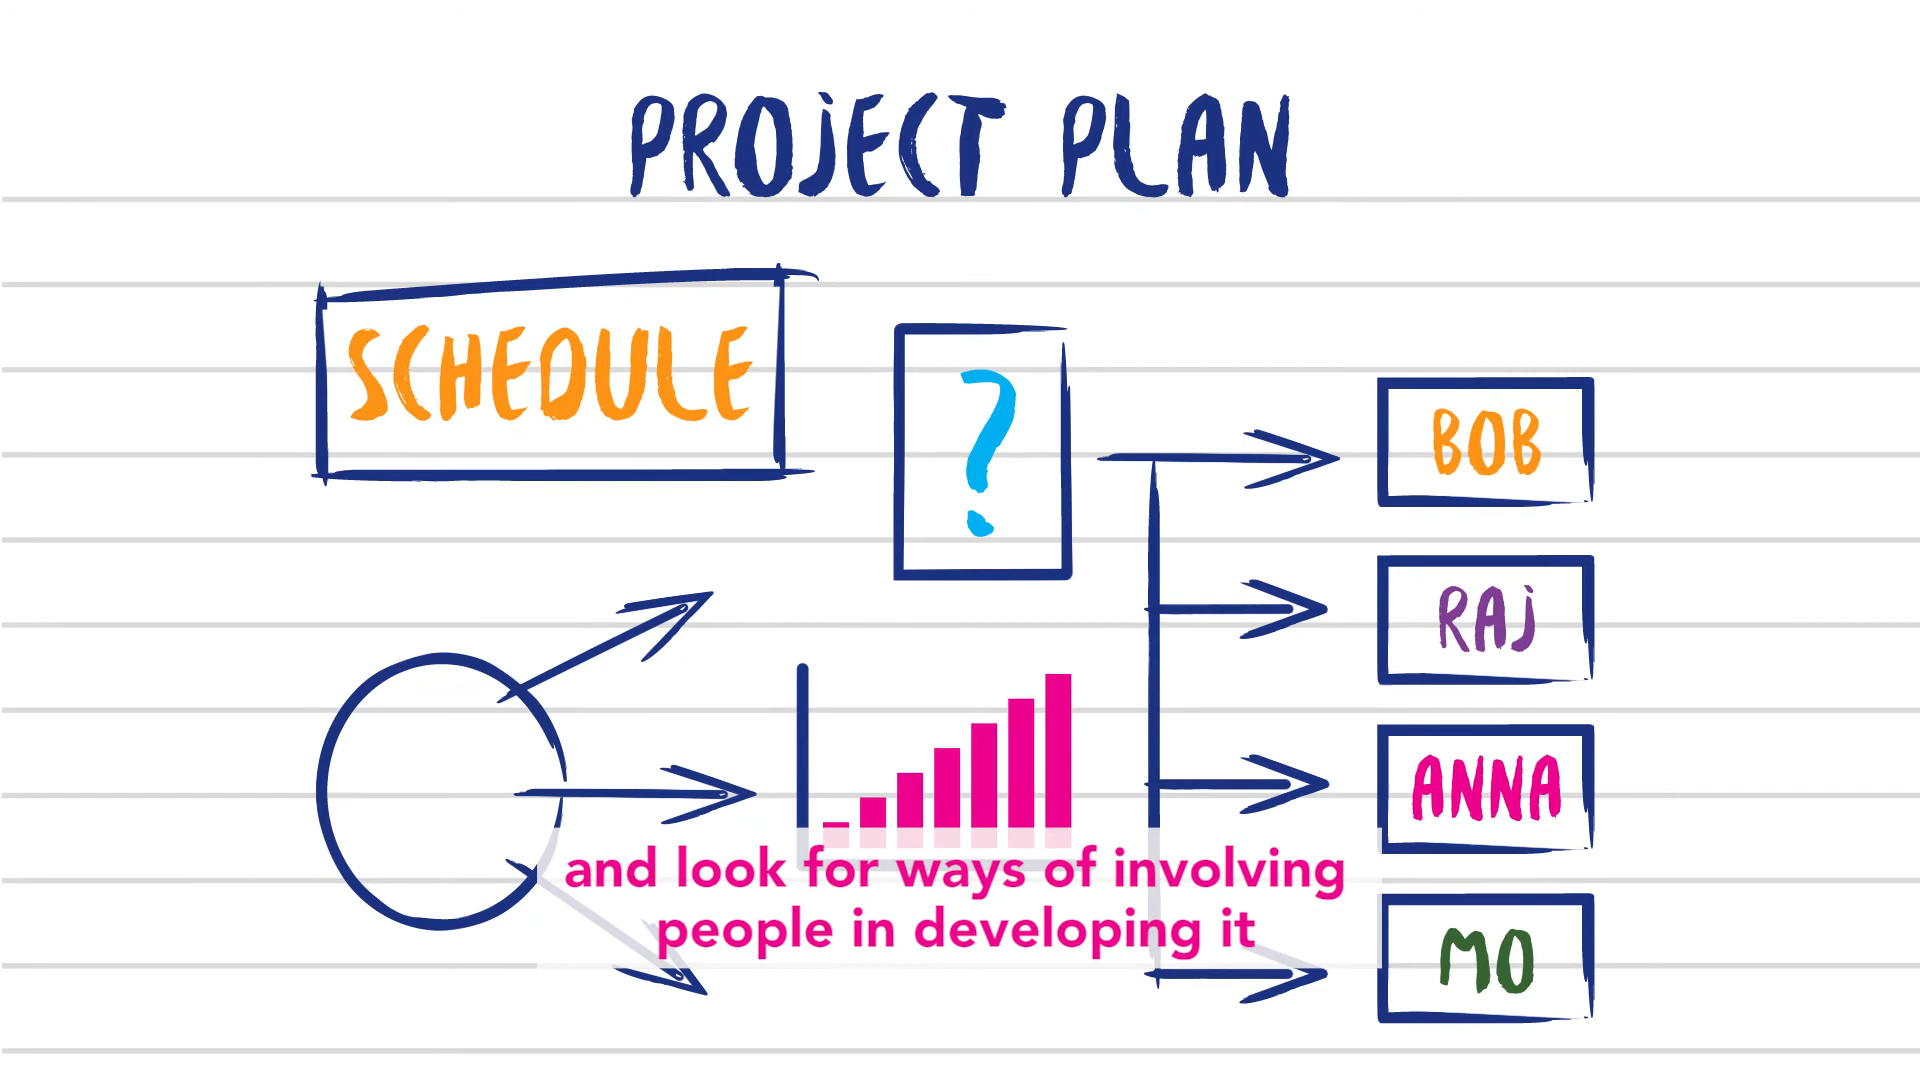 PROJECT PLAN
SCHEDULE
?
BOB
RAJ
ANNA
MO
and look for ways of involving
people in developing it